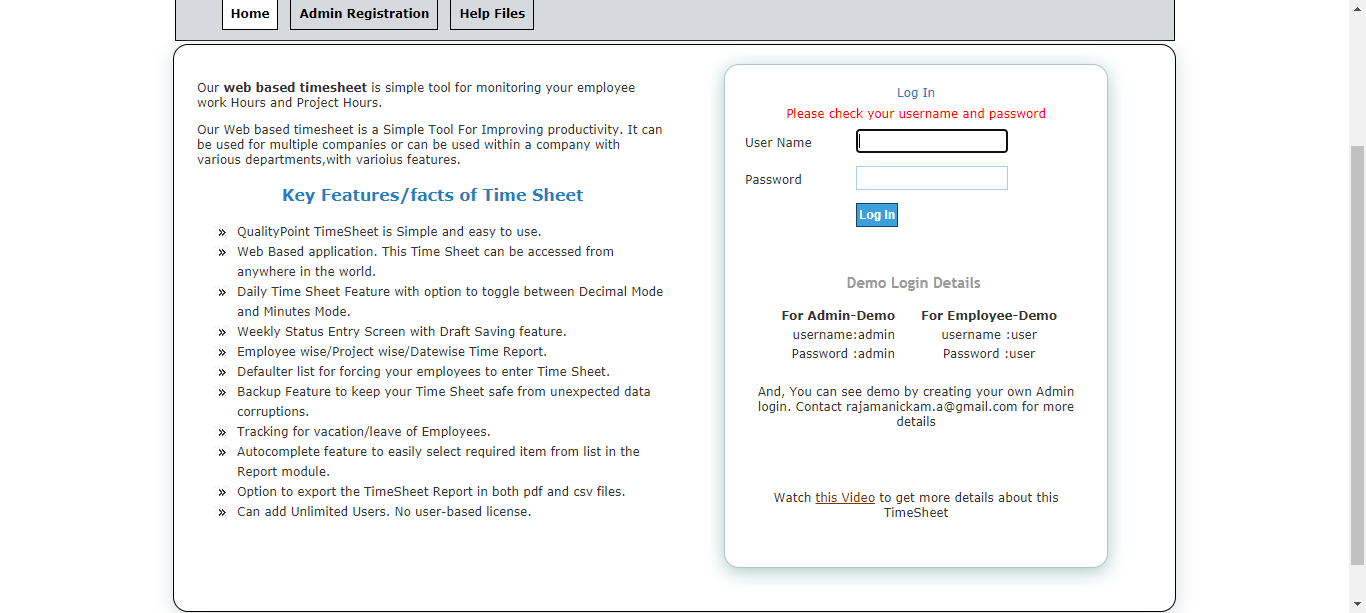 Home Admin Registration Help Files
Our web based timesheet is simple tool for monitoring your employee
work Hours and Project Hours.
Our Web based timesheet is a Simple Tool For Improving productivity. It can
be used for multiple companies or can be used within a company with
various departments,with varioius features.
Key Features/facts of Time Sheet
» QualityPoint TimeSheet is Simple and easy to use.
» Web Based application. This Time Sheet can be accessed from
anywhere in the world.
» Daily Time Sheet Feature with option to toggle between Decimal Mode
and Minutes Mode.
» Weekly Status Entry Screen with Draft Saving feature.
» Employee wise/Project wise/Datewise Time Report.
» Defaulter list for forcing your employees to enter Time Sheet.
» Backup Feature to keep your Time Sheet safe from unexpected data
corruptions.
» Tracking for vacation/leave of Employees.
» Autocomplete feature to easily select required item from list in the
Report module.
» Option to export the TimeSheet Report in both pdf and csv files.
» Can add Unlimited Users. No user-based license.
Log In
Please check your username and password
User Name
Password
Log In
Demo Login Details
For Admin-Demo For Employee-Demo
username:admin username :user
Password :admin Password :user
And, You can see demo by creating your own Admin
login. Contact rajamanickam.a@gmail.com for more
details
Watch this Video to get more details about this
TimeSheet